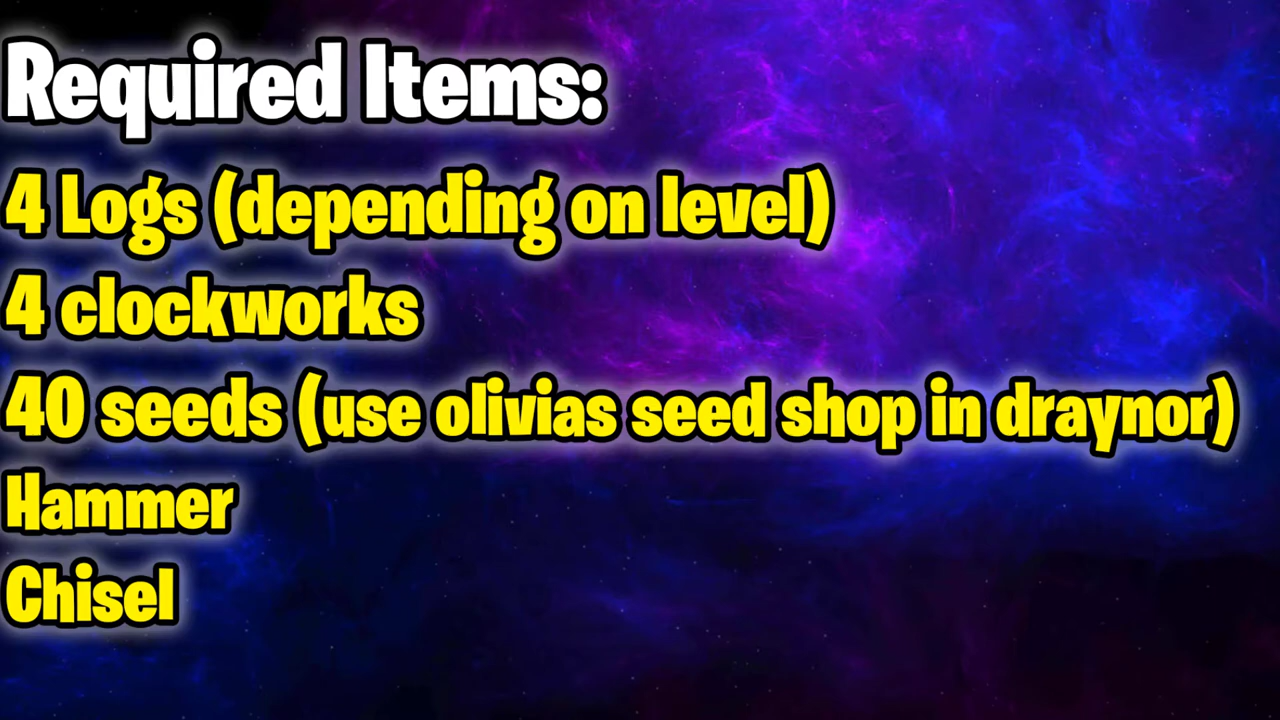 Required Items:
4 Logs (depending on level)
4 clockworks
40 seeds (use olivias seed shop in draynor)
Hammer
Chisel